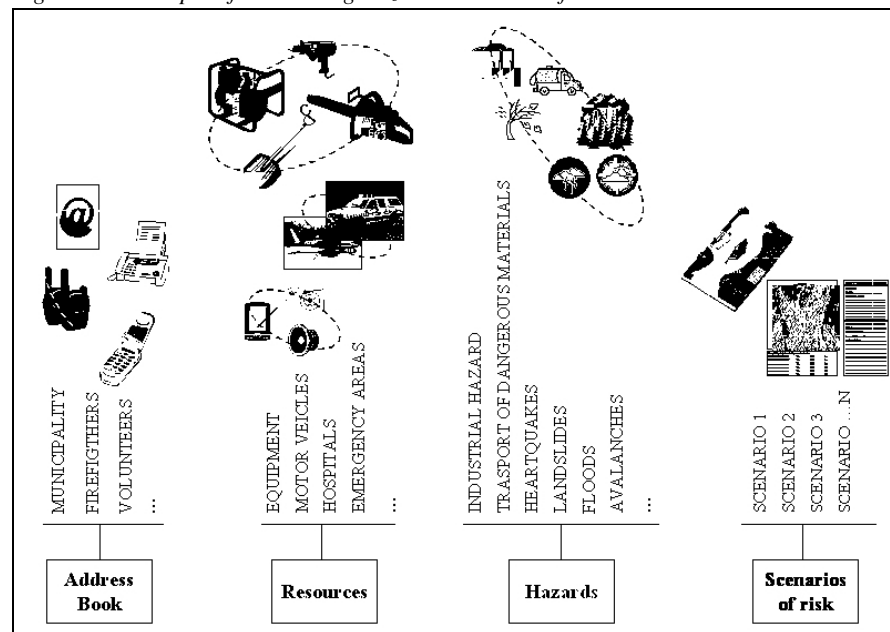 MUNICIPALITY
FIREFIGTHERS
VOLUNTEERS
...
Address
Book
EQUIPMENT
MOTOR VEICLES
HOSPITALS
EMERGENCY AREAS
...
Resources
INDUSTRIAL HAZARD
TRASPORT OF DANGEROUS MATERIALS
HEARTQUAKES
LANDSLIDES
FLOODS
AVALANCHES
...
Hazards
SCENARIO 1
SCENARIO 2
SCENARIO 3
SCENARIO ...N
Scenarios
of risk
@